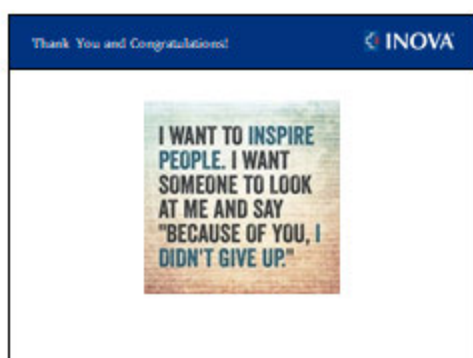 Thank You and Congratulations!
INOVA
I WANT TO INSPIRE
PEOPLE. I WANT
SOMEONE TO LOOK
AT ME AND SAY
"BECAUSE OF YOU, I
DIDN'T GIVE UP."